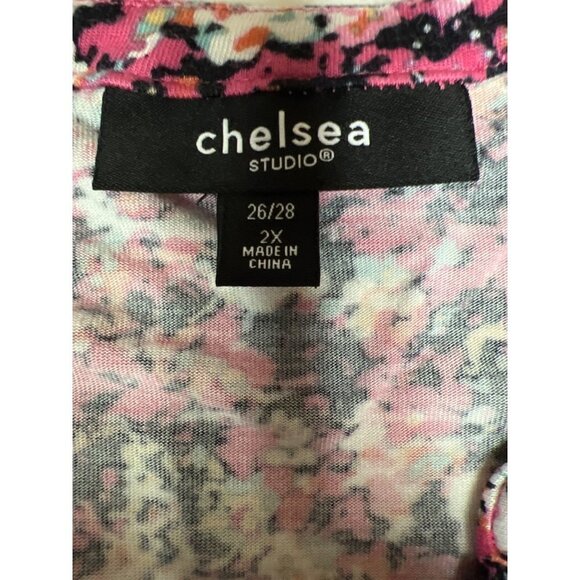 chelsea
STUDIO®
26/28
2X
MADE IN
CHINA